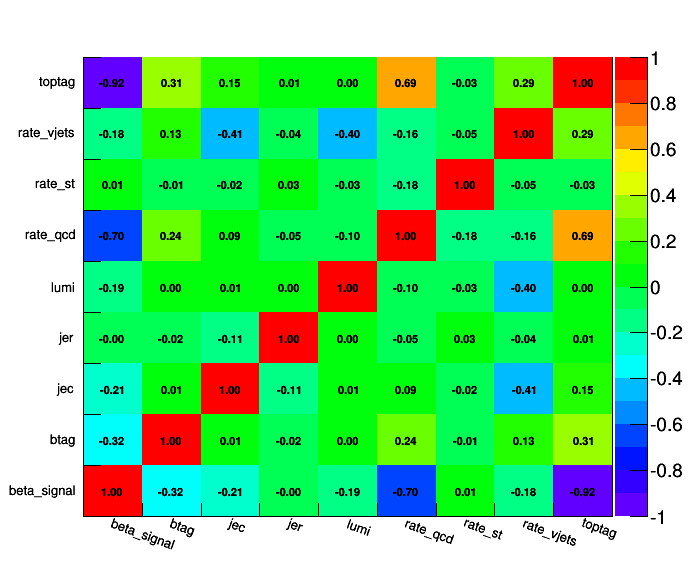 toptag -0.92 0.31 0.15 0.01 0.00 0.69 -0.03 0.29 1.00
rate_vjets -0.18 0.13 -0.41 -0.04 -0.40 -0.16 -0.05 1.00 0.29
rate_st 0.01 -0.01 -0.02 0.03 -0.03 -0.18 1.00 -0.05 -0.03
rate_qcd -0.70 0.24 0.09 -0.05 -0.10 1.00 -0.18 -0.16 0.69
lumi -0.19 0.00 0.01 0.00 1.00 -0.10 -0.03 -0.40 0.00
jer -0.00 -0.02 -0.11 1.00 0.00 -0.05 0.03 -0.04 0.01
jec -0.21 0.01 1.00 -0.11 0.01 0.09 -0.02 -0.41 0.15
btag -0.32 1.00 0.01 -0.02 0.00 0.24 -0.01 0.13 0.31
beta_signal 1.00 -0.32 -0.21 -0.00 -0.19 -0.70 0.01 -0.18 -0.92
beta_signal btag jec jer lumi rate_qcd rate_st rate_vjets toptag
1
0.8
0.6
0.4
0.2
0
-0.2
-0.4
-0.6
-0.8
-1